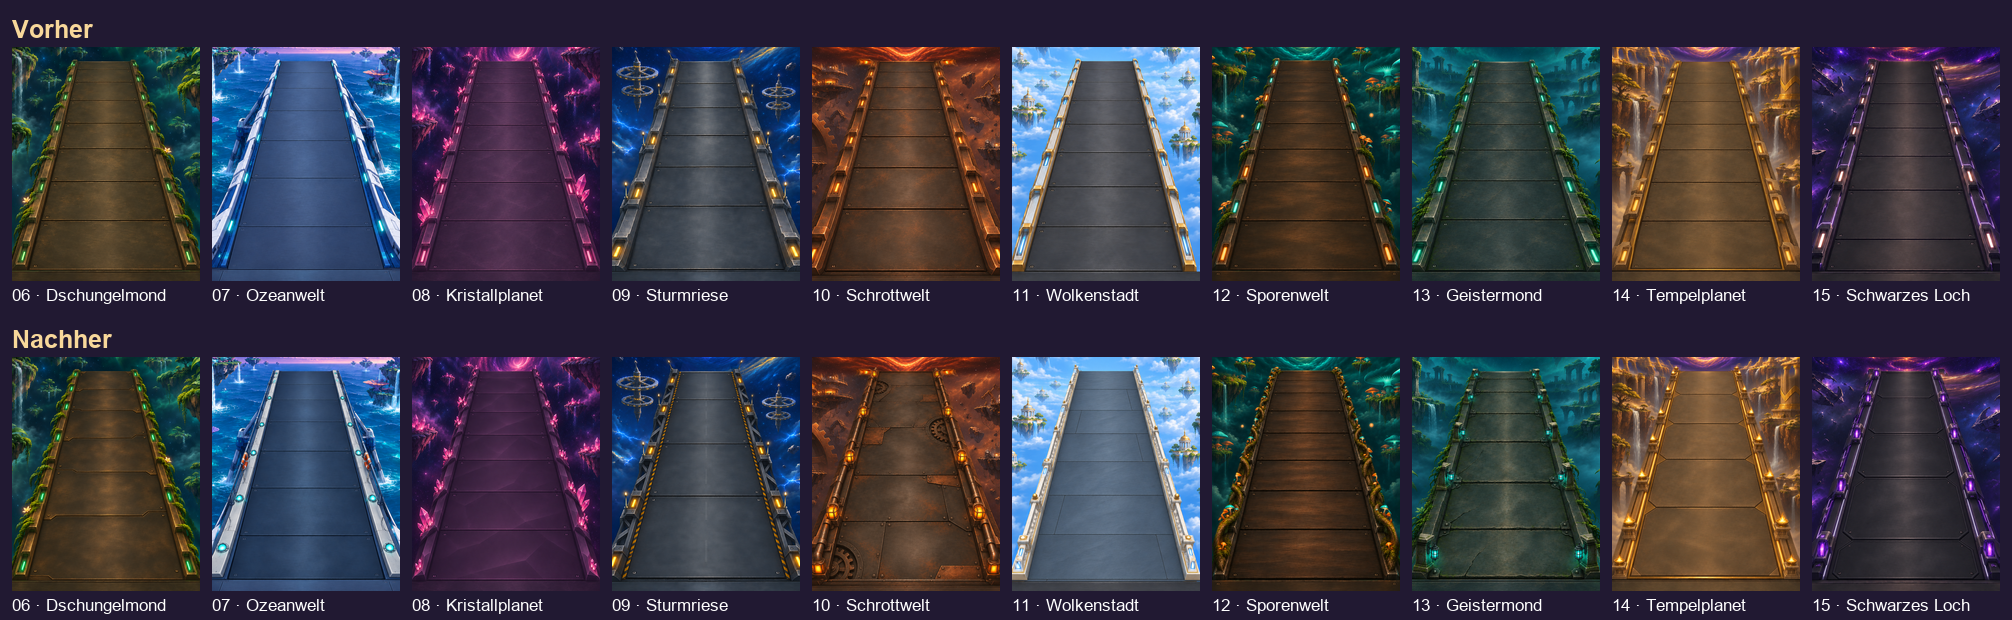 Vorher
06 · Dschungelmond
07 · Ozeanwelt
08 · Kristallplanet
09 · Sturmriese
10 · Schrottwelt
11 · Wolkenstadt
12 · Sporenwelt
13 · Geistermond
14 · Tempelplanet
15 · Schwarzes Loch
Nachher
06 · Dschungelmond
07 · Ozeanwelt
08 · Kristallplanet
09 · Sturmriese
10 · Schrottwelt
11 · Wolkenstadt
12 · Sporenwelt
13 · Geistermond
14 · Tempelplanet
15 · Schwarzes Loch